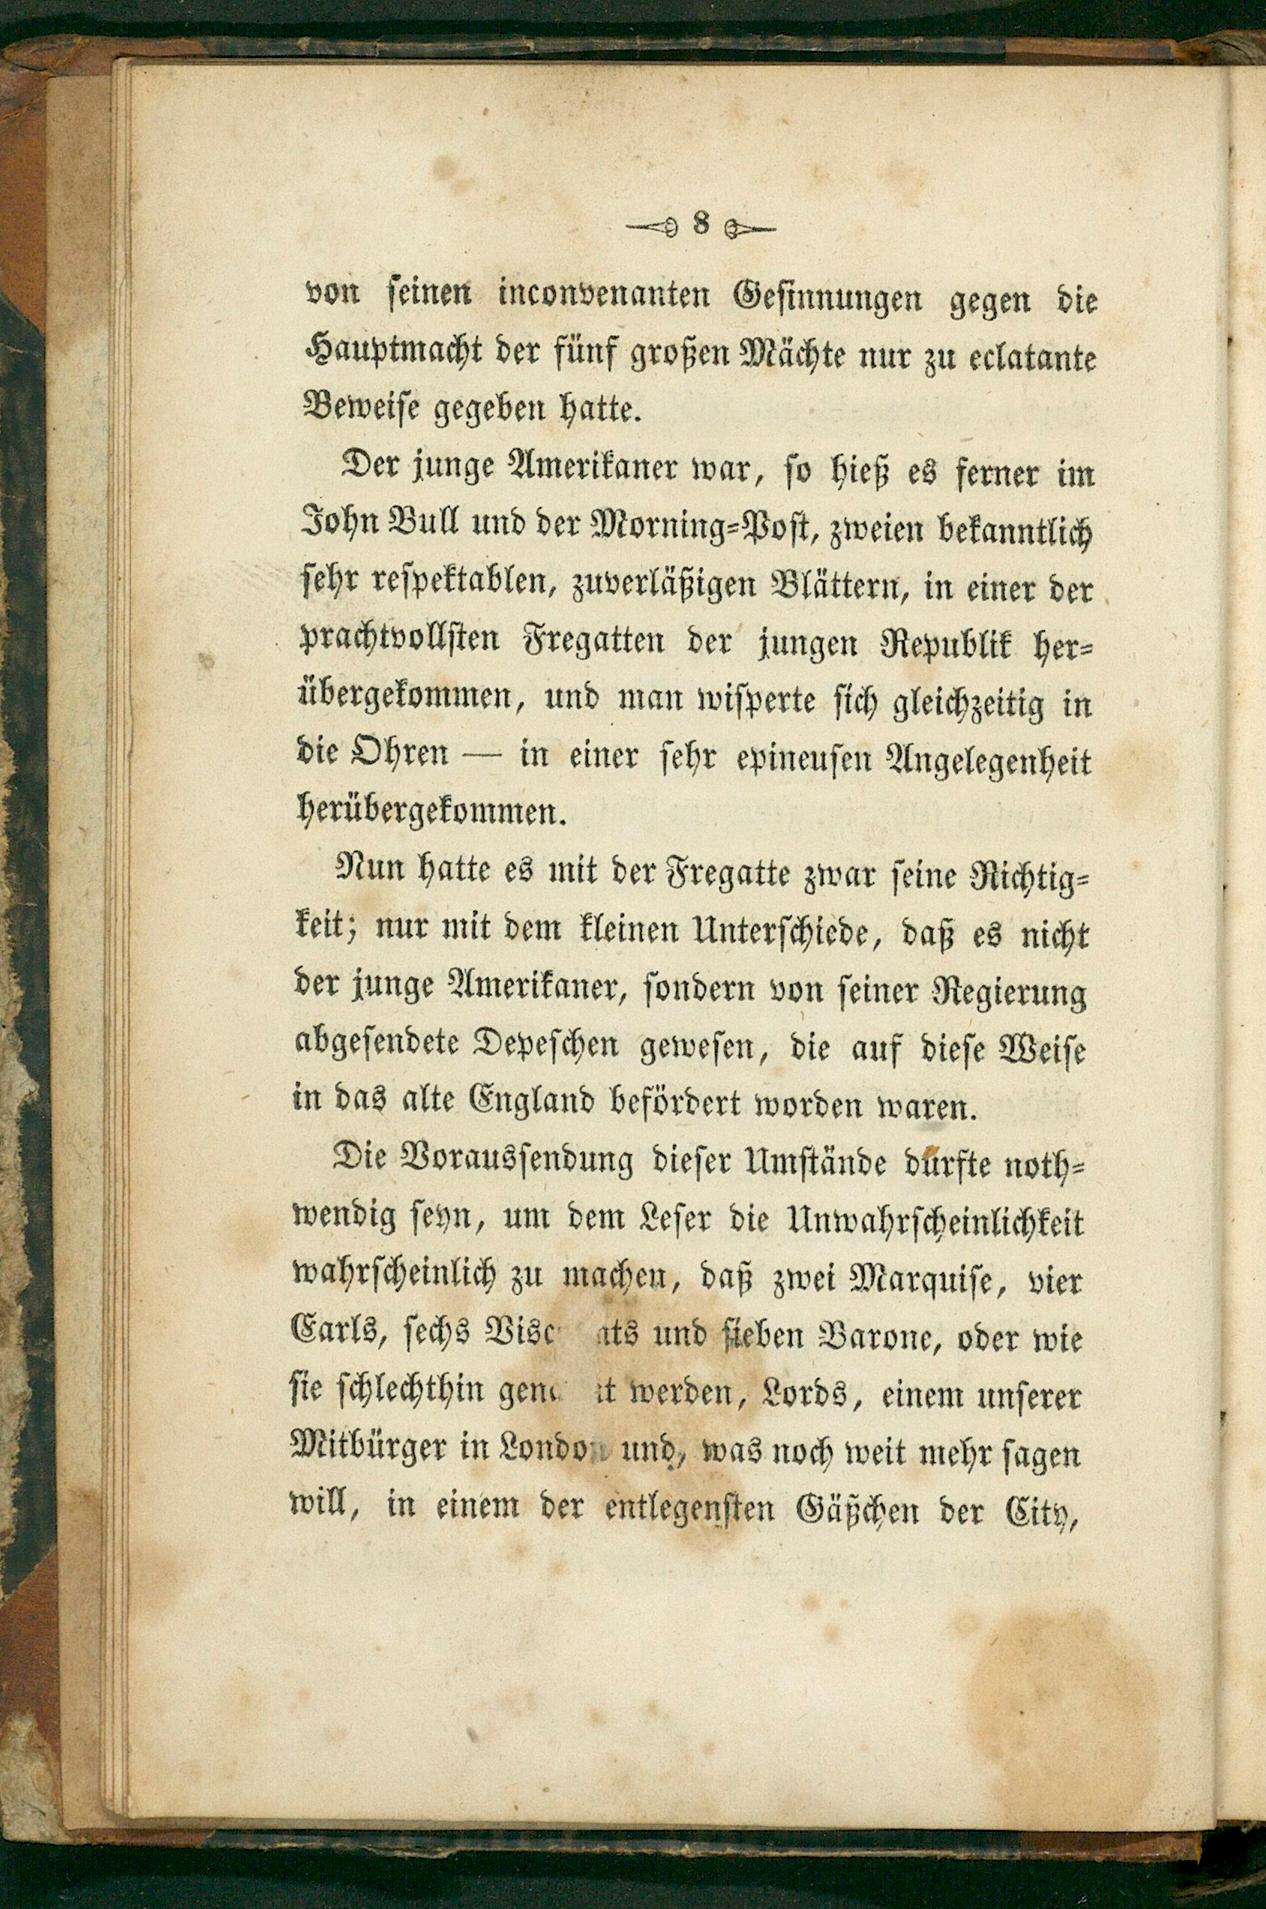 8
von seinen inconvenanten Gesinnungen gegen die
Hauptmacht der fünf großen Mächte nur zu eclatante
Beweise gegeben hatte.
Der junge Amerikaner war, so hieß es ferner im
John Bull und der Morning-Post, zweien bekanntlich
sehr respektablen, zuverläßigen Blättern, in einer der
prachtvollsten Fregatten der jungen Republik her-
übergekommen, und man wisperte sich gleichzeitig in
die Ohren — in einer sehr epineusen Angelegenheit
herübergekommen.
Nun hatte es mit der Fregatte zwar seine Richtig-
keit; nur mit dem kleinen Unterschiede, daß es nicht
der junge Amerikaner, sondern von seiner Regierung
abgesendete Depeschen gewesen, die auf diese Weise
in das alte England befördert worden waren.
Die Voraussendung dieser Umstände dürfte noth-
wendig seyn, um dem Leser die Unwahrscheinlichkeit
wahrscheinlich zu machen, daß zwei Marquise, vier
Earls, sechs und sieben Barone, oder wie
sie schlechthin werden, Lords, einem unserer
Mitbürger in London und, was noch weit mehr sagen
will, in einem der entlegensten Gäßchen der City,